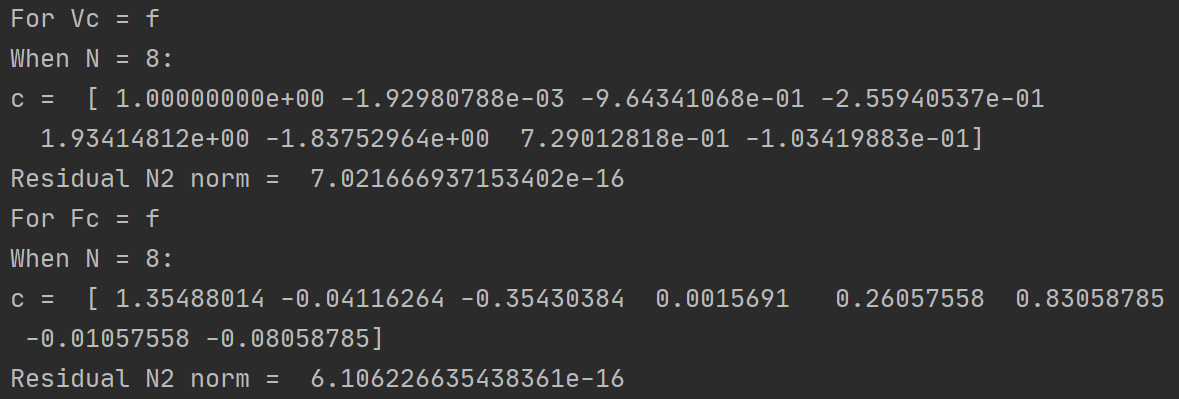 For Vc = f
When N = 8:
c =  [ 1.00000000e+00 -1.92980788e-03 -9.64341068e-01 -2.55940537e-01
  1.93414812e+00 -1.83752964e+00  7.29012818e-01 -1.03419883e-01]
Residual N2 norm =  7.021666937153402e-16
For Fc = f
When N = 8:
c =  [ 1.35488014 -0.04116264 -0.35430384  0.0015691   0.26057558  0.83058785
 -0.01057558 -0.08058785]
Residual N2 norm =  6.106226635438361e-16